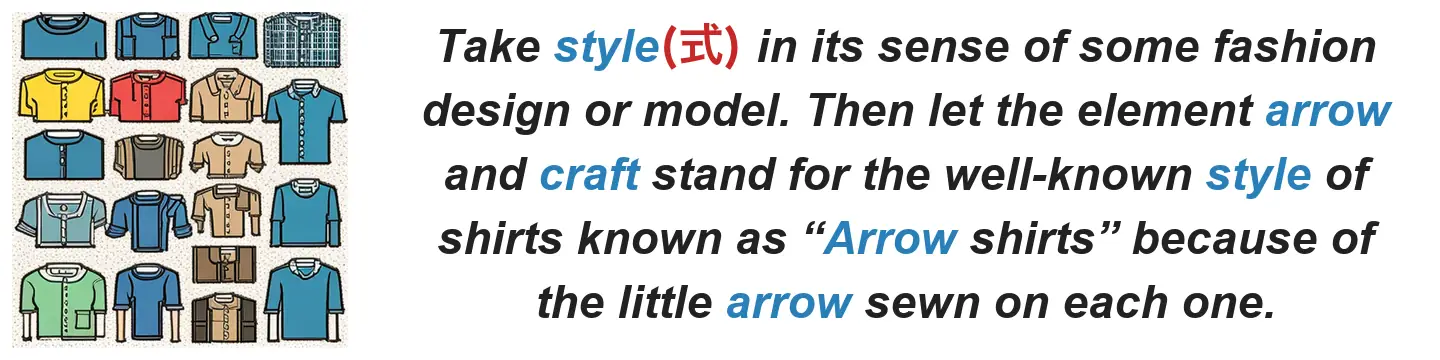 Take style(式) in its sense of some fashion
design or model. Then let the element arrow
and craft stand for the well-known style of
shirts known as “Arrow shirts” because of
the little arrow sewn on each one.